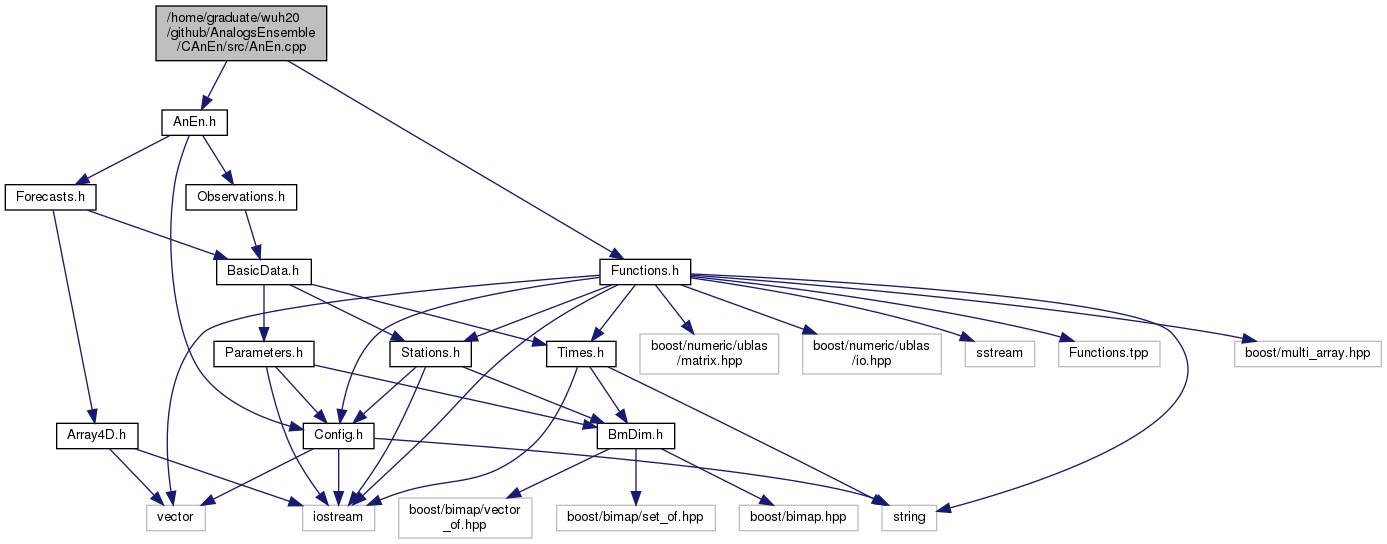 /home/graduate/wuh20
/github/AnalogsEnsemble
/CAnEn/src/AnEn.cpp
AnEn.h
Forecasts.h
Observations.h
BasicData.h
Functions.h
Parameters.h
Stations.h
Times.h
boost/numeric/ublas
/matrix.hpp
boost/numeric/ublas
/io.hpp
sstream
Functions.tpp
boost/multi_array.hpp
Array4D.h
Config.h
BmDim.h
vector
iostream
boost/bimap/vector
_of.hpp
boost/bimap/set_of.hpp
boost/bimap.hpp
string